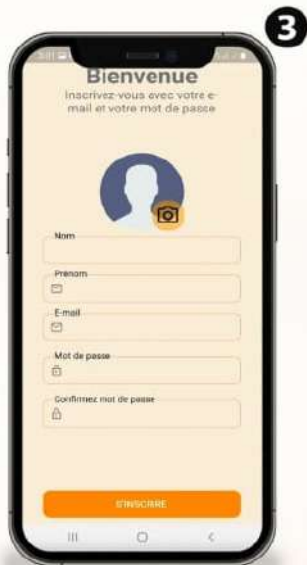 3
Bienvenue
Inscrivez-vous avec votre e-
mail et votre mot de passe
Nom
Prénom
E-mail
Mot de passe
Confirmez mot de passe
S'INSCRIRE